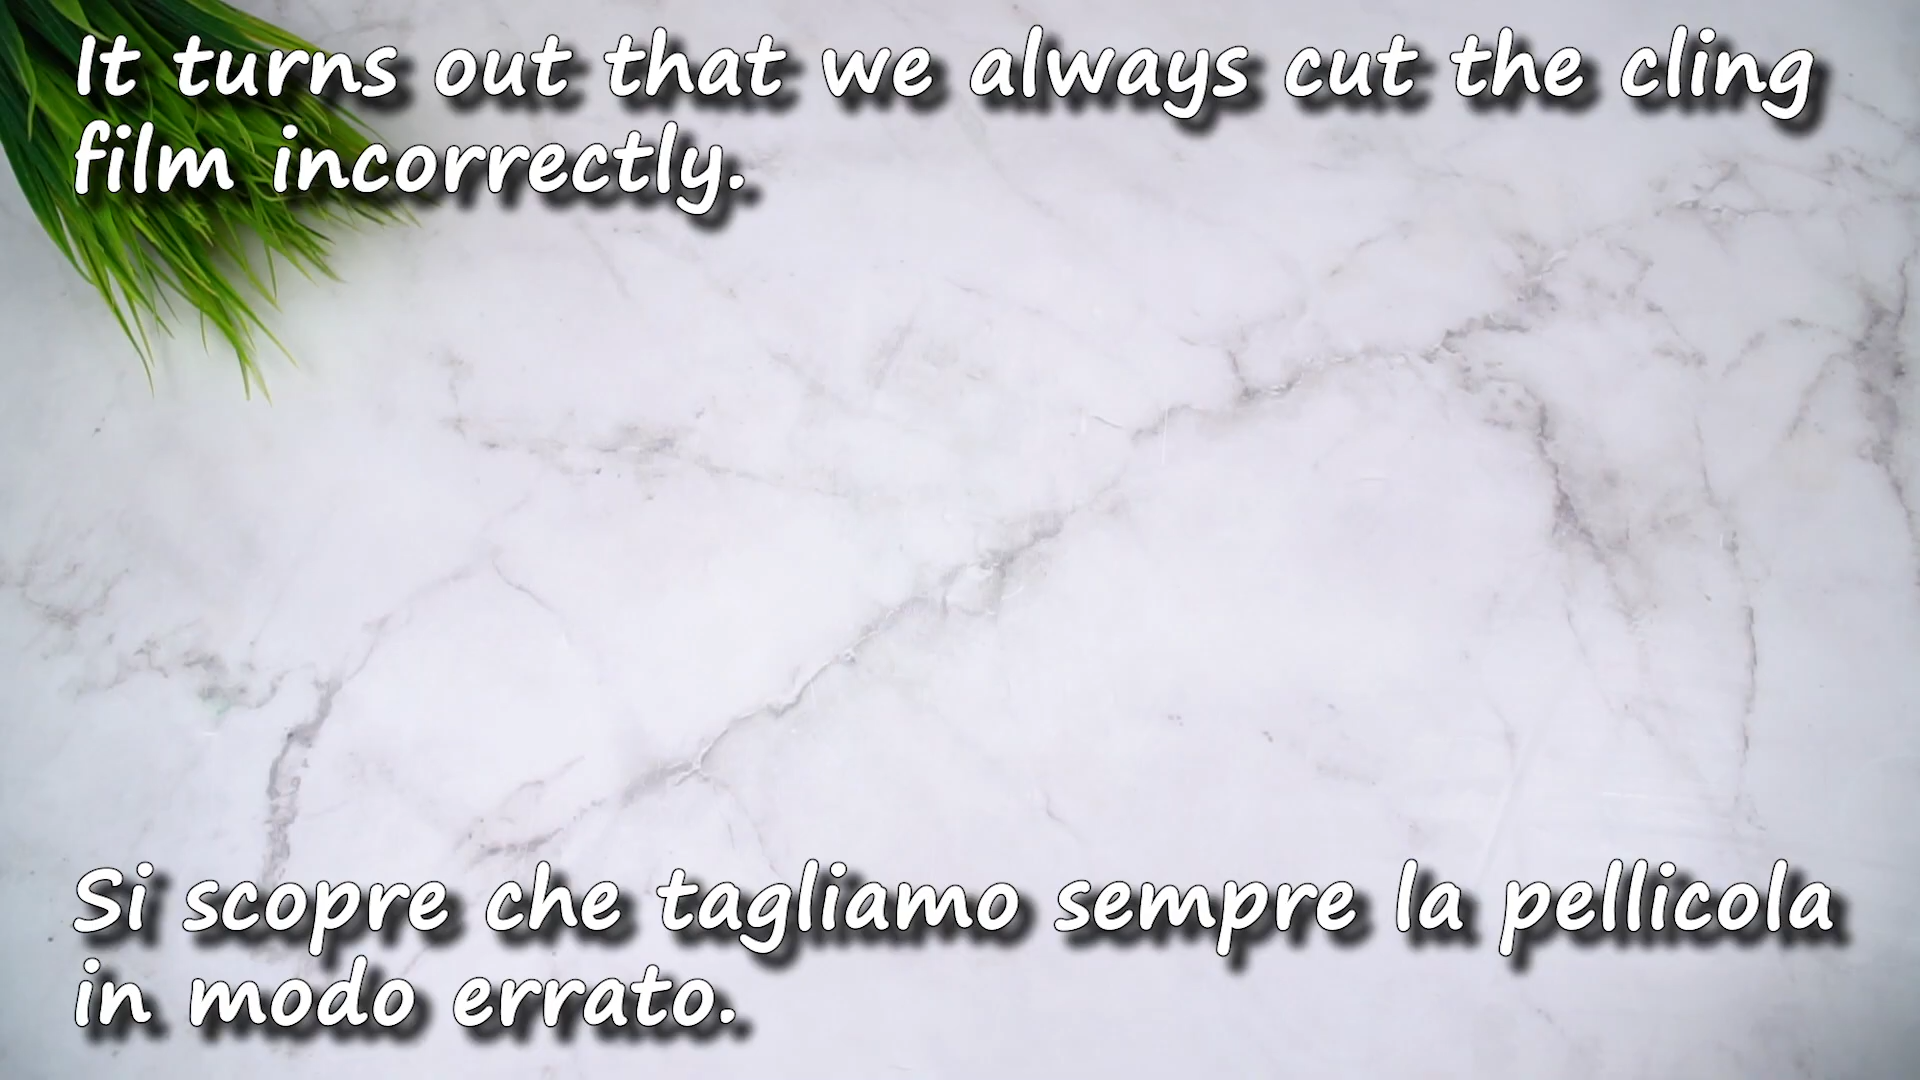 It turns out that we always cut the cling
film incorrectly.
Si scopre che tagliamo sempre la pellicola
in modo errato.